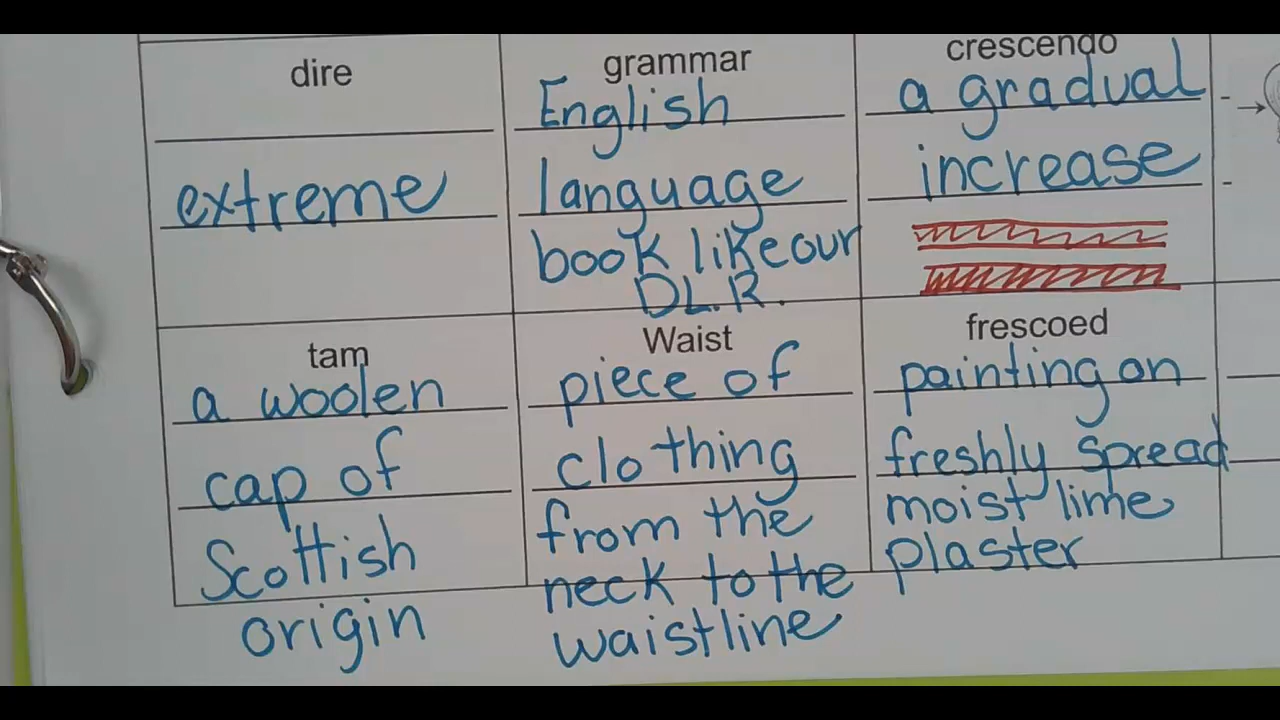 dire
extreme
grammar
English
language
book like our
D.L.R.
crescendo
a gradual
increase
tam
a woolen
cap of
Scottish
origin
Waist
piece of
clothing
from the
neck to the
waistline
frescoed
painting on
freshly spread
moist lime
plaster